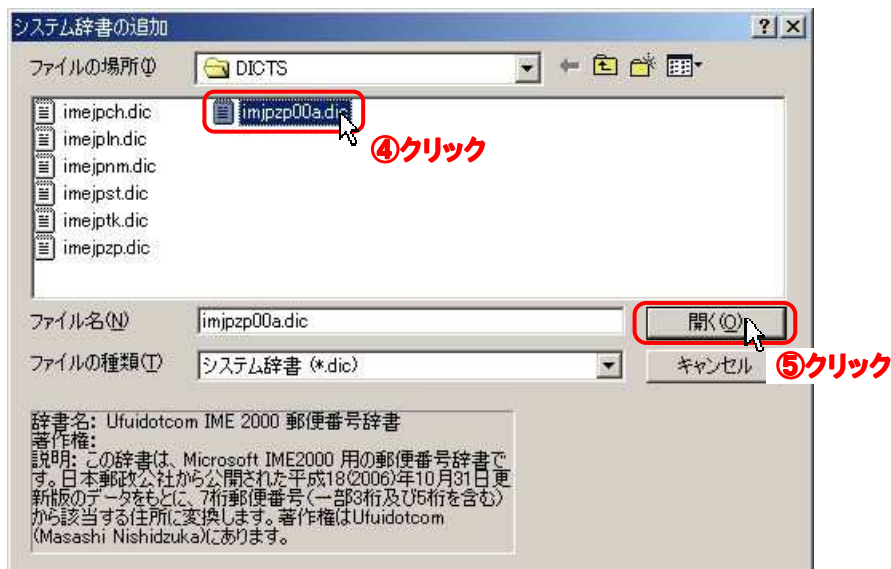 システム辞書の追加
ファイルの場所(I)
DICTS
imejpch.dic
imjpzp00a.dic
imejpln.dic
④クリック
imejpnm.dic
imejpst.dic
imejptk.dic
imejpzp.dic
ファイル名(N)
imjpzp00a.dic
開く(O)
ファイルの種類(T)
システム辞書 (*.dic)
キャンセル
⑤クリック
辞書名: Ufuidotcom IME 2000 郵便番号辞書
著作権:
説明: この辞書は、Microsoft IME2000 用の郵便番号辞書で
す。日本郵政公社から公開された平成18(2006)年10月31日更
新版のデータをもとに、7桁郵便番号(一部3桁及び5桁を含む)
から該当する住所に変換します。著作権はUfuidotcom
(Masashi Nishidzuka)にあります。